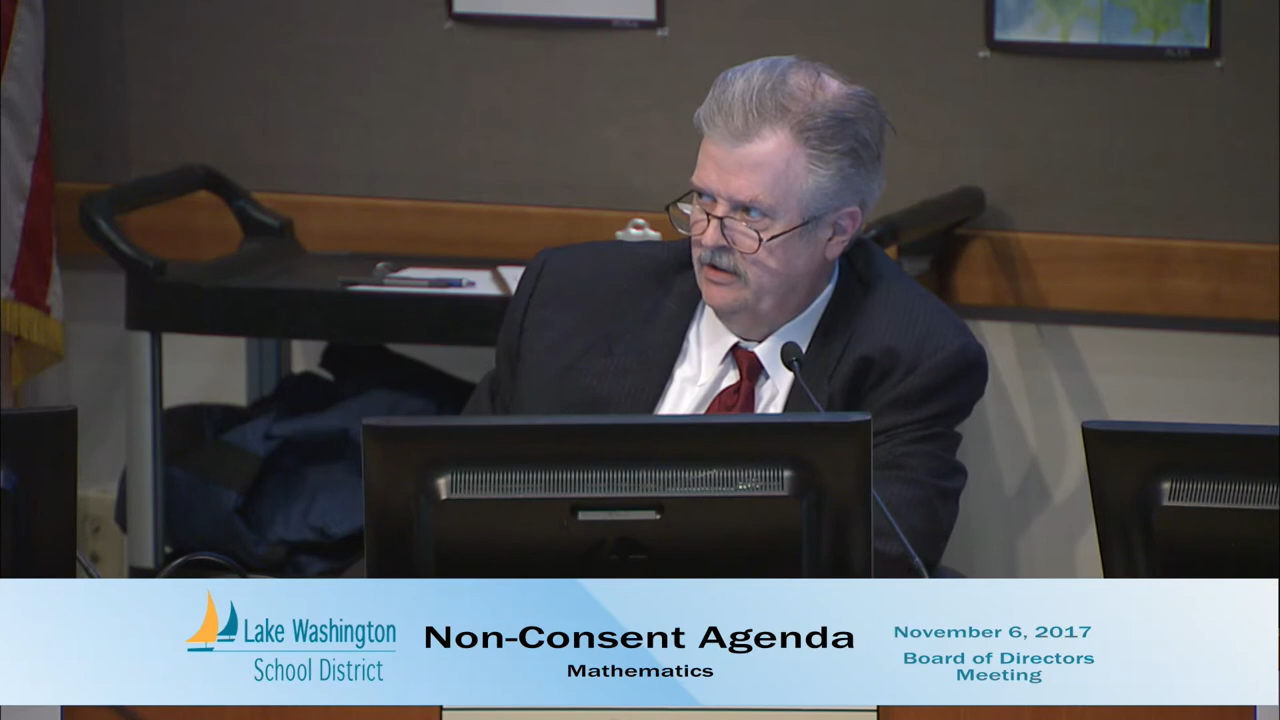 Lake Washington
School District
Non-Consent Agenda
Mathematics
November 6, 2017
Board of Directors
Meeting